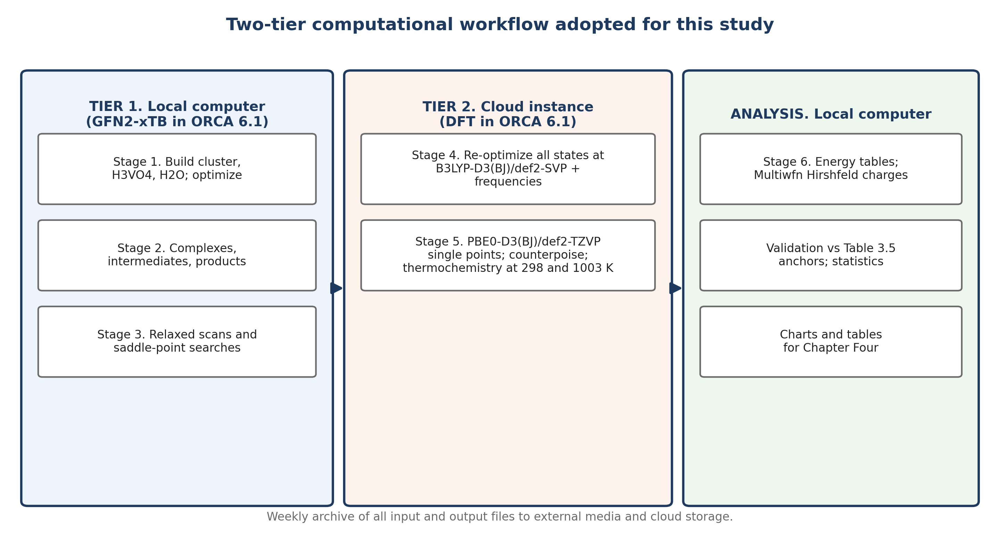 Two-tier computational workflow adopted for this study
TIER 1. Local computer
(GFN2-xTB in ORCA 6.1)
Stage 1. Build cluster,
H3VO4, H2O; optimize
Stage 2. Complexes,
intermediates, products
Stage 3. Relaxed scans and
saddle-point searches
TIER 2. Cloud instance
(DFT in ORCA 6.1)
Stage 4. Re-optimize all states at
B3LYP-D3(BJ)/def2-SVP +
frequencies
Stage 5. PBE0-D3(BJ)/def2-TZVP
single points; counterpoise;
thermochemistry at 298 and 1003 K
ANALYSIS. Local computer
Stage 6. Energy tables;
Multiwfn Hirshfeld charges
Validation vs Table 3.5
anchors; statistics
Charts and tables
for Chapter Four
Weekly archive of all input and output files to external media and cloud storage.